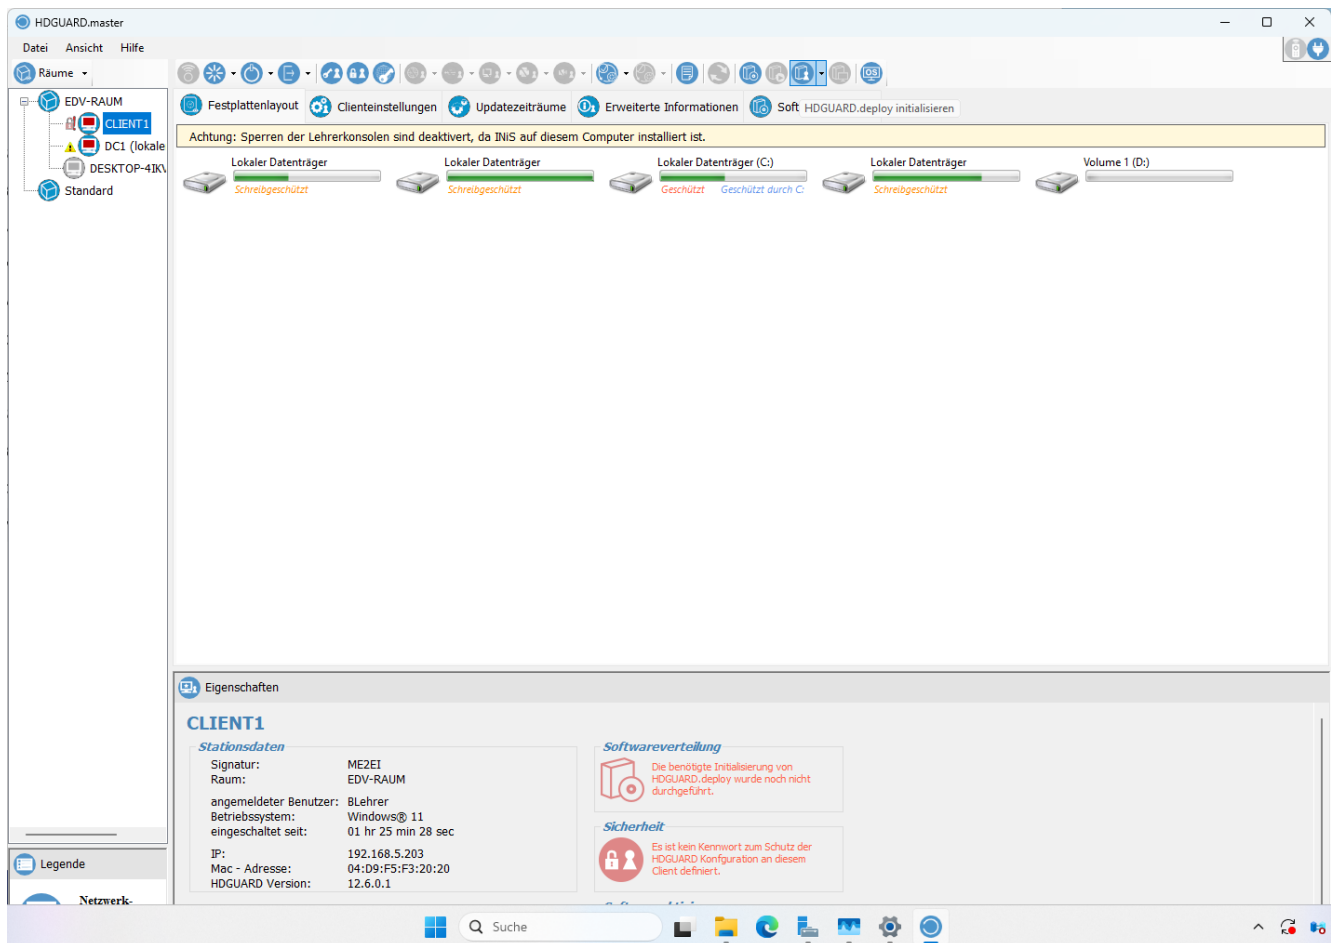 HDGUARD.master
Datei Ansicht Hilfe
Räume
EDV-RAUM
CLIENT1
DC1 (lokale
DESKTOP-4IK\
Standard
Festplattenlayout Clienteinstellungen Updatezeiträume Erweiterte Informationen Soft HDGUARD.deploy initialisieren
Achtung: Sperren der Lehrerkonsolen sind deaktiviert, da INiS auf diesem Computer installiert ist.
Lokaler Datenträger Lokaler Datenträger Lokaler Datenträger (C:) Lokaler Datenträger Volume 1 (D:)
Schreibgeschützt Schreibgeschützt Geschützt Geschützt durch C: Schreibgeschützt
OS
Eigenschaften
CLIENT1
Stationsdaten
Signatur: ME2EI
Raum: EDV-RAUM
angemeldeter Benutzer: BLehrer
Betriebssystem: Windows® 11
eingeschaltet seit: 01 hr 25 min 28 sec
IP: 192.168.5.203
Mac - Adresse: 04:D9:F5:F3:20:20
HDGUARD Version: 12.6.0.1
Softwareverteilung
Die benötigte Initialisierung von
HDGUARD.deploy wurde noch nicht
durchgeführt.
Sicherheit
Es ist kein Kennwort zum Schutz der
HDGUARD Konfguration an diesem
Client definiert.
Legende
Netzwerk-
Suche